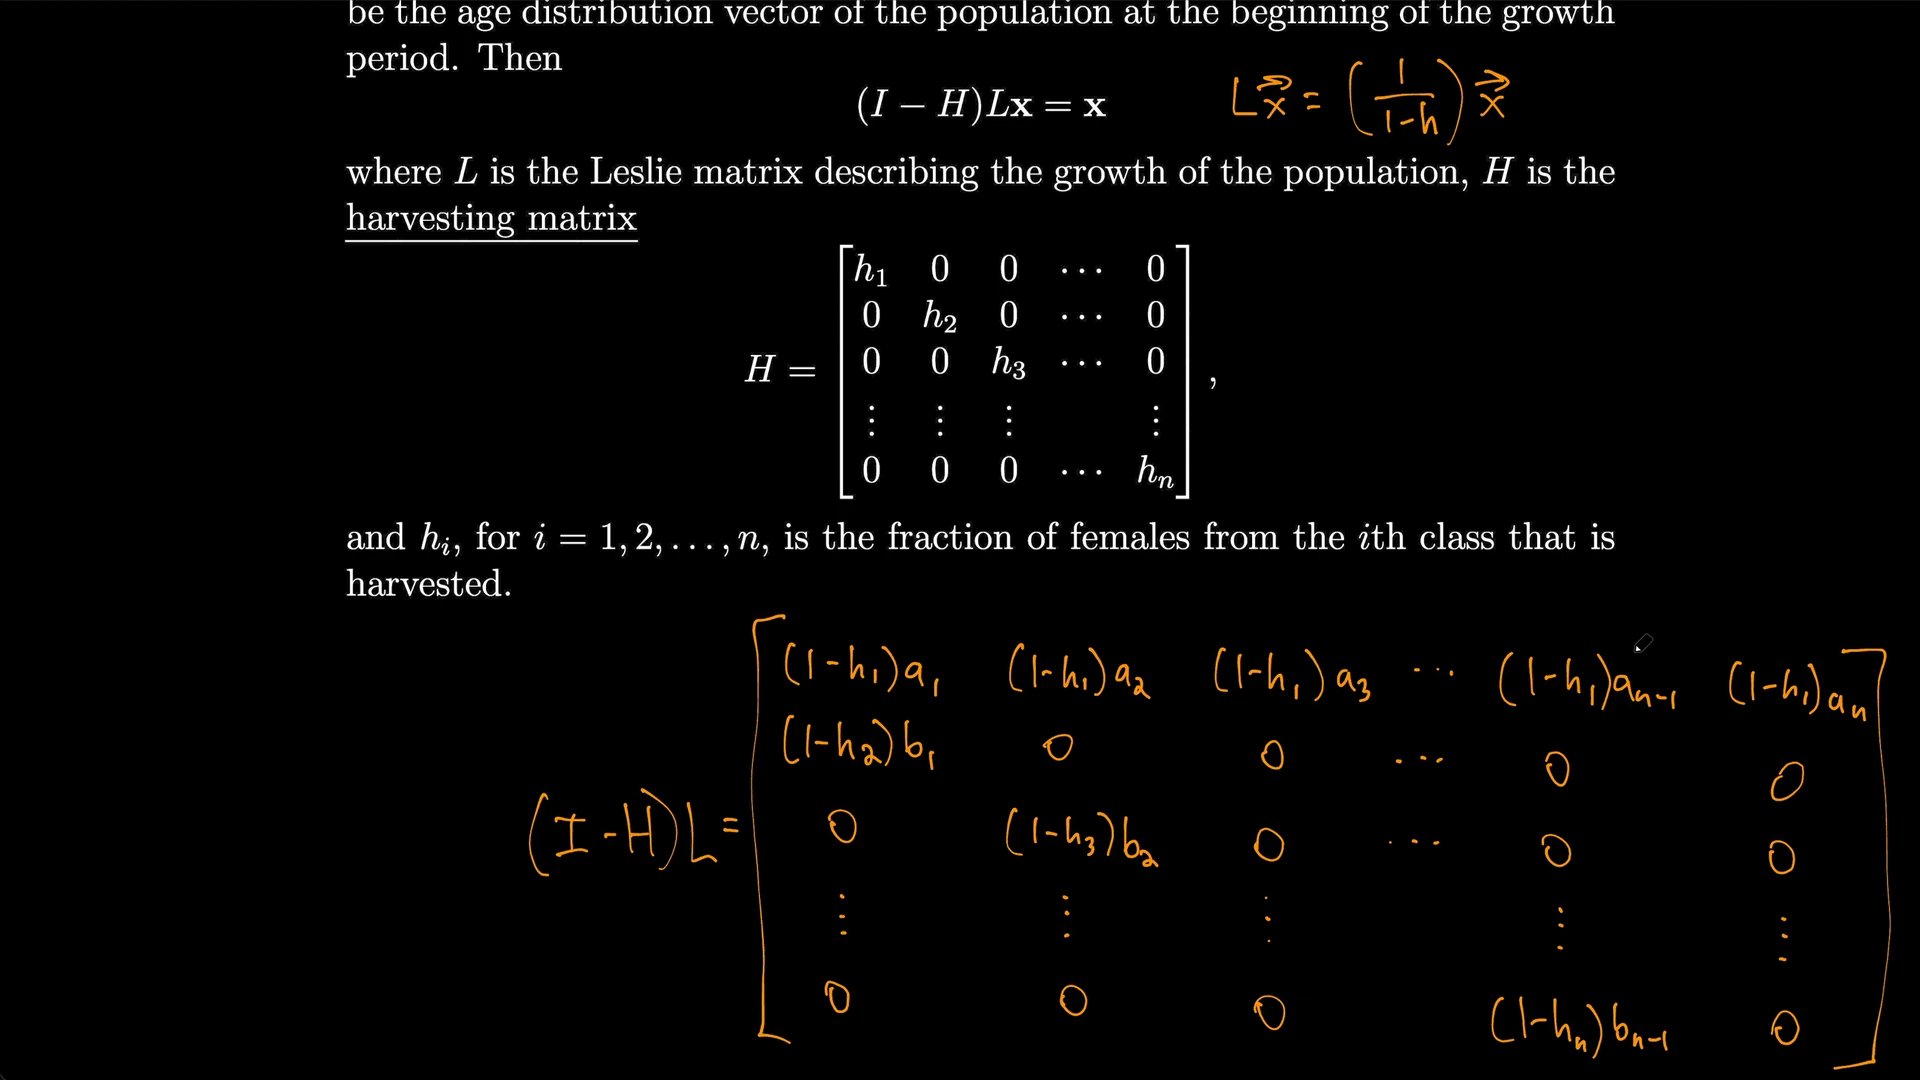 be the age distribution vector of the population at the beginning of the growth
period. Then
(I − H)Lx = x    Lx⃗ = (1/(1-h)) x⃗
where L is the Leslie matrix describing the growth of the population, H is the
harvesting matrix
h₁ 0 0 ⋯ 0
0 h₂ 0 ⋯ 0
H = 0 0 h₃ ⋯ 0 ,
⋮ ⋮ ⋮ ⋮
0 0 0 ⋯ hₙ
and hᵢ, for i = 1, 2, . . . , n, is the fraction of females from the ith class that is
harvested.
(1-h₁)a₁ (1-h₁)a₂ (1-h₁)a₃ ⋯ (1-h₁)aₙ₋₁ (1-h₁)aₙ
(1-h₂)b₁ 0 0 ⋯ 0 0
(I-H)L = 0 (1-h₃)b₂ 0 ⋯ 0 0
⋮ ⋮ ⋮ ⋮ ⋮
0 0 0 (1-hₙ)bₙ₋₁ 0